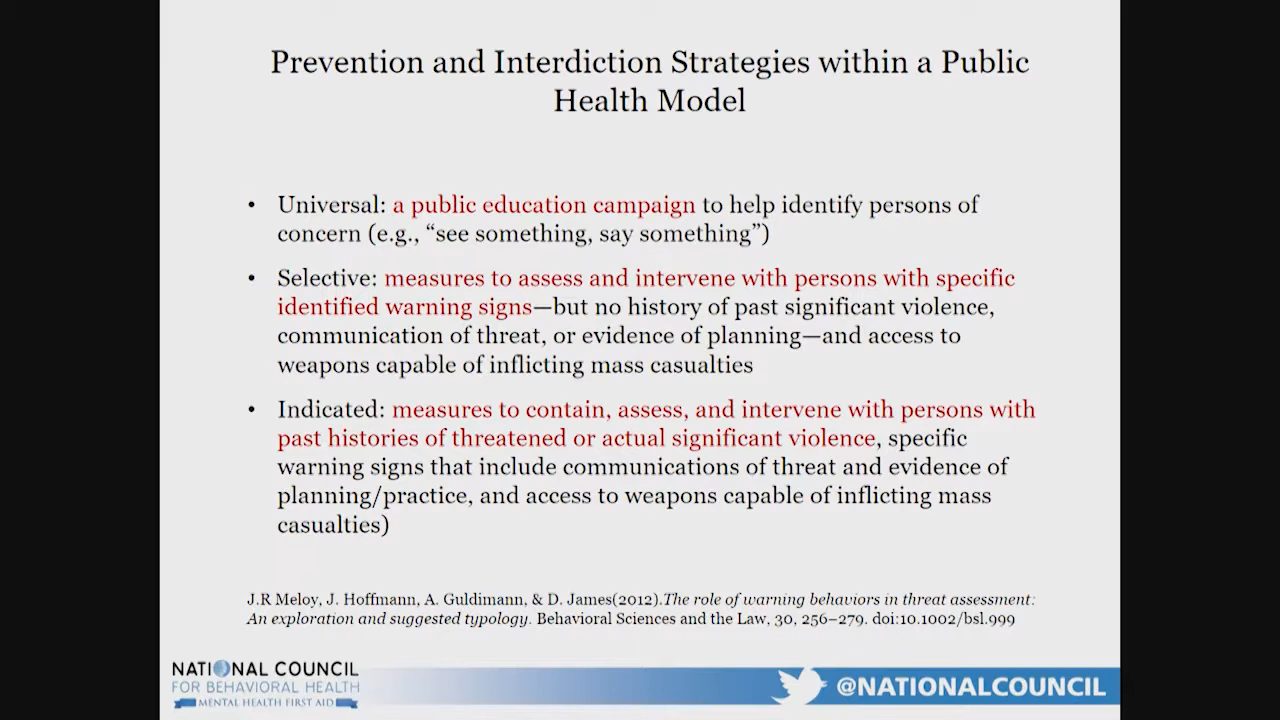 Prevention and Interdiction Strategies within a Public
Health Model
• Universal: a public education campaign to help identify persons of
concern (e.g., “see something, say something”)
• Selective: measures to assess and intervene with persons with specific
identified warning signs—but no history of past significant violence,
communication of threat, or evidence of planning—and access to
weapons capable of inflicting mass casualties
• Indicated: measures to contain, assess, and intervene with persons with
past histories of threatened or actual significant violence, specific
warning signs that include communications of threat and evidence of
planning/practice, and access to weapons capable of inflicting mass
casualties)
J.R Meloy, J. Hoffmann, A. Guldimann, & D. James(2012).The role of warning behaviors in threat assessment:
An exploration and suggested typology. Behavioral Sciences and the Law, 30, 256–279. doi:10.1002/bsl.999
NATIONAL COUNCIL
FOR BEHAVIORAL HEALTH
MENTAL HEALTH FIRST AID
@NATIONALCOUNCIL